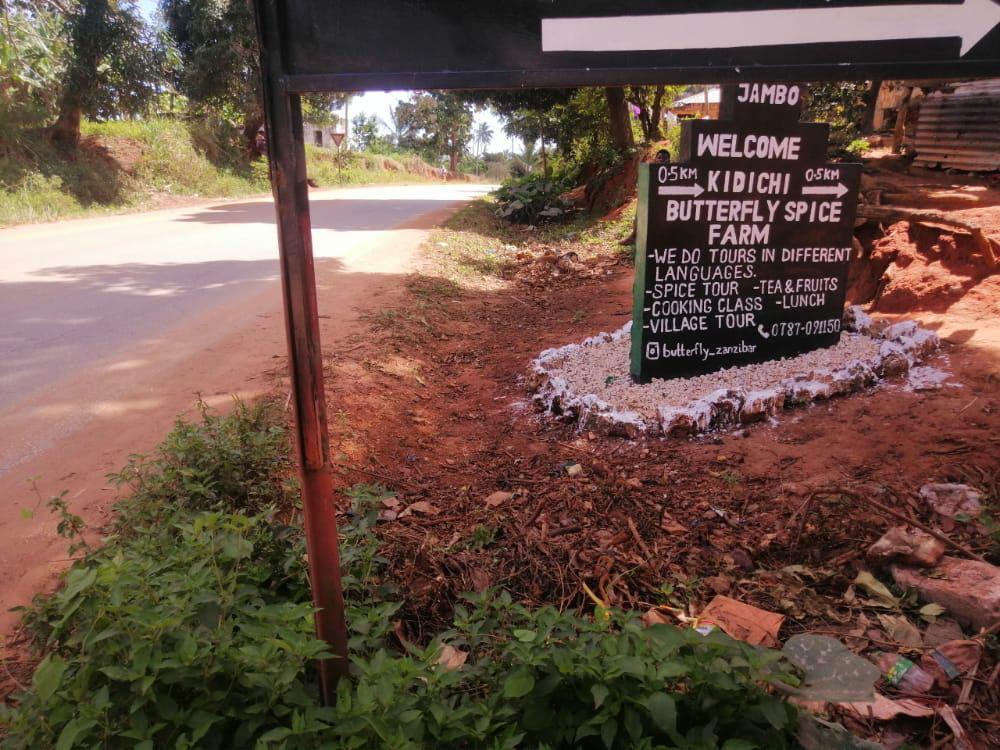 JAMBO
WELCOME
0.5KM KIDICHI 0.5KM
BUTTERFLY SPICE
FARM
-WE DO TOURS IN DIFFERENT
LANGUAGES.
-SPICE TOUR -TEA&FRUITS
-COOKING CLASS -LUNCH
-VILLAGE TOUR 0787-091150
butterfly_zanzibar